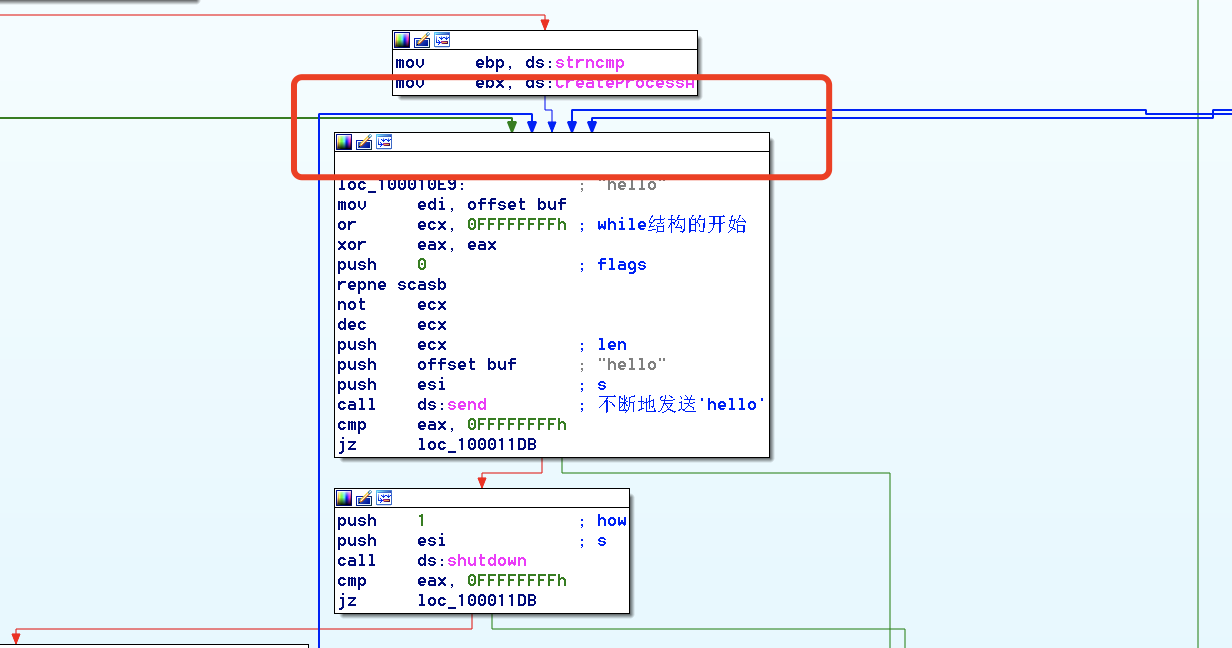 mov ebp, ds:strncmp
mov ebx, ds:CreateProcessA
loc_100010E9: ; "hello"
mov edi, offset buf
or ecx, 0FFFFFFFFh ; while结构的开始
xor eax, eax
push 0 ; flags
repne scasb
not ecx
dec ecx
push ecx ; len
push offset buf ; "hello"
push esi ; s
call ds:send ; 不断地发送'hello'
cmp eax, 0FFFFFFFFh
jz loc_100011DB
push 1 ; how
push esi ; s
call ds:shutdown
cmp eax, 0FFFFFFFFh
jz loc_100011DB